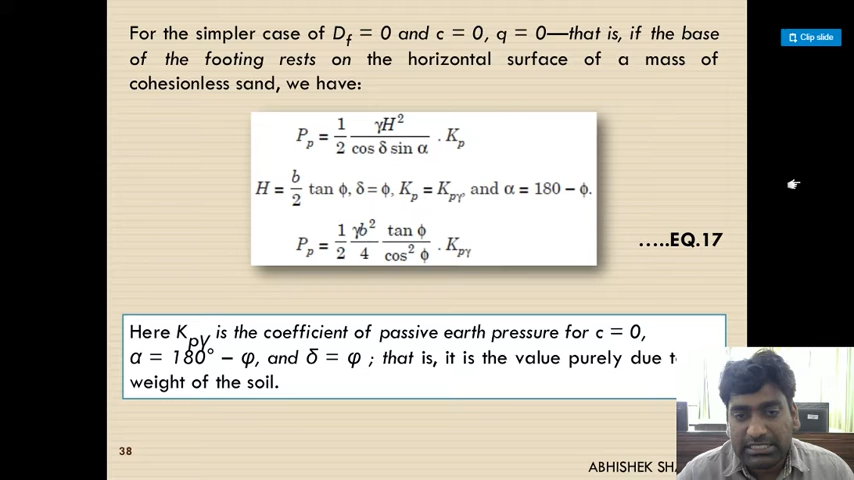 For the simpler case of D_f = 0 and c = 0, q = 0—that is, if the base
of the footing rests on the horizontal surface of a mass of
cohesionless sand, we have:
Clip slide
P_p = 1/2 γH²/(cos δ sin α) . K_p
H = b/2 tan ϕ, δ = ϕ, K_p = K_pγ, and α = 180 – ϕ.
P_p = 1/2 γb²/4 tan ϕ/cos² ϕ . K_pγ
…..EQ.17
Here K_pγ is the coefficient of passive earth pressure for c = 0,
α = 180° – φ, and δ = φ ; that is, it is the value purely due
weight of the soil.
38
ABHISHEK